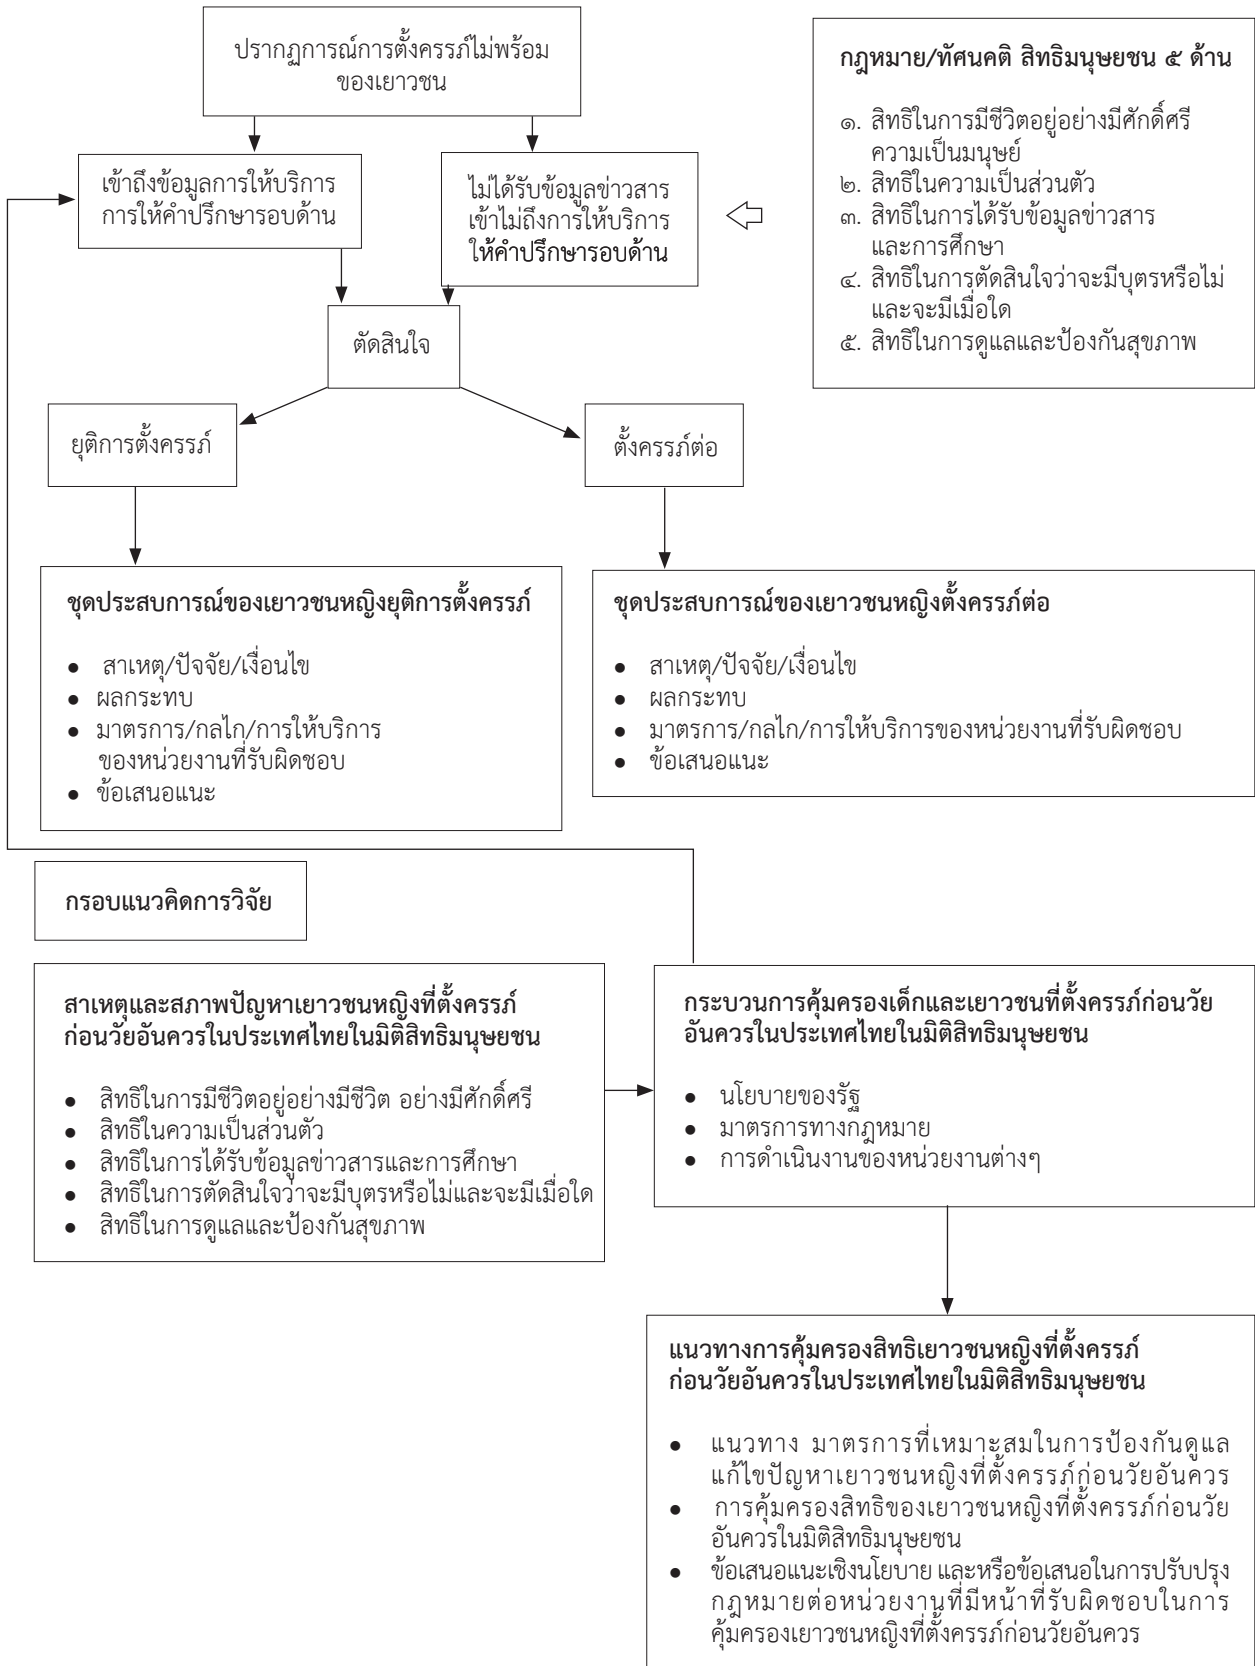 ปรากฏการณ์การตั้งครรภ์ไม่พร้อม
ของเยาวชน
กฎหมาย/ทัศนคติ สิทธิมนุษยชน ๕ ด้าน
๑. สิทธิในการมีชีวิตอยู่อย่างมีศักดิ์ศรี
ความเป็นมนุษย์
๒. สิทธิในความเป็นส่วนตัว
๓. สิทธิในการได้รับข้อมูลข่าวสาร
และการศึกษา
๔. สิทธิในการตัดสินใจว่าจะมีบุตรหรือไม่
และจะมีเมื่อใด
๕. สิทธิในการดูแลและป้องกันสุขภาพ
เข้าถึงข้อมูลการให้บริการ
การให้คำปรึกษารอบด้าน
ไม่ได้รับข้อมูลข่าวสาร
เข้าไม่ถึงการให้บริการ
ให้คำปรึกษารอบด้าน
ตัดสินใจ
ยุติการตั้งครรภ์
ตั้งครรภ์ต่อ
ชุดประสบการณ์ของเยาวชนหญิงยุติการตั้งครรภ์
● สาเหตุ/ปัจจัย/เงื่อนไข
● ผลกระทบ
● มาตรการ/กลไก/การให้บริการ
ของหน่วยงานที่รับผิดชอบ
● ข้อเสนอแนะ
ชุดประสบการณ์ของเยาวชนหญิงตั้งครรภ์ต่อ
● สาเหตุ/ปัจจัย/เงื่อนไข
● ผลกระทบ
● มาตรการ/กลไก/การให้บริการของหน่วยงานที่รับผิดชอบ
● ข้อเสนอแนะ
กรอบแนวคิดการวิจัย
สาเหตุและสภาพปัญหาเยาวชนหญิงที่ตั้งครรภ์
ก่อนวัยอันควรในประเทศไทยในมิติสิทธิมนุษยชน
● สิทธิในการมีชีวิตอยู่อย่างมีชีวิต อย่างมีศักดิ์ศรี
● สิทธิในความเป็นส่วนตัว
● สิทธิในการได้รับข้อมูลข่าวสารและการศึกษา
● สิทธิในการตัดสินใจว่าจะมีบุตรหรือไม่และจะมีเมื่อใด
● สิทธิในการดูแลและป้องกันสุขภาพ
กระบวนการคุ้มครองเด็กและเยาวชนที่ตั้งครรภ์ก่อนวัย
อันควรในประเทศไทยในมิติสิทธิมนุษยชน
● นโยบายของรัฐ
● มาตรการทางกฎหมาย
● การดำเนินงานของหน่วยงานต่างๆ
แนวทางการคุ้มครองสิทธิเยาวชนหญิงที่ตั้งครรภ์
ก่อนวัยอันควรในประเทศไทยในมิติสิทธิมนุษยชน
● แนวทาง มาตรการที่เหมาะสมในการป้องกันดูแล
แก้ไขปัญหาเยาวชนหญิงที่ตั้งครรภ์ก่อนวัยอันควร
● การคุ้มครองสิทธิของเยาวชนหญิงที่ตั้งครรภ์ก่อนวัย
อันควรในมิติสิทธิมนุษยชน
● ข้อเสนอแนะเชิงนโยบาย และหรือข้อเสนอในการปรับปรุง
กฎหมายต่อหน่วยงานที่มีหน้าที่รับผิดชอบในการ
คุ้มครองเยาวชนหญิงที่ตั้งครรภ์ก่อนวัยอันควร